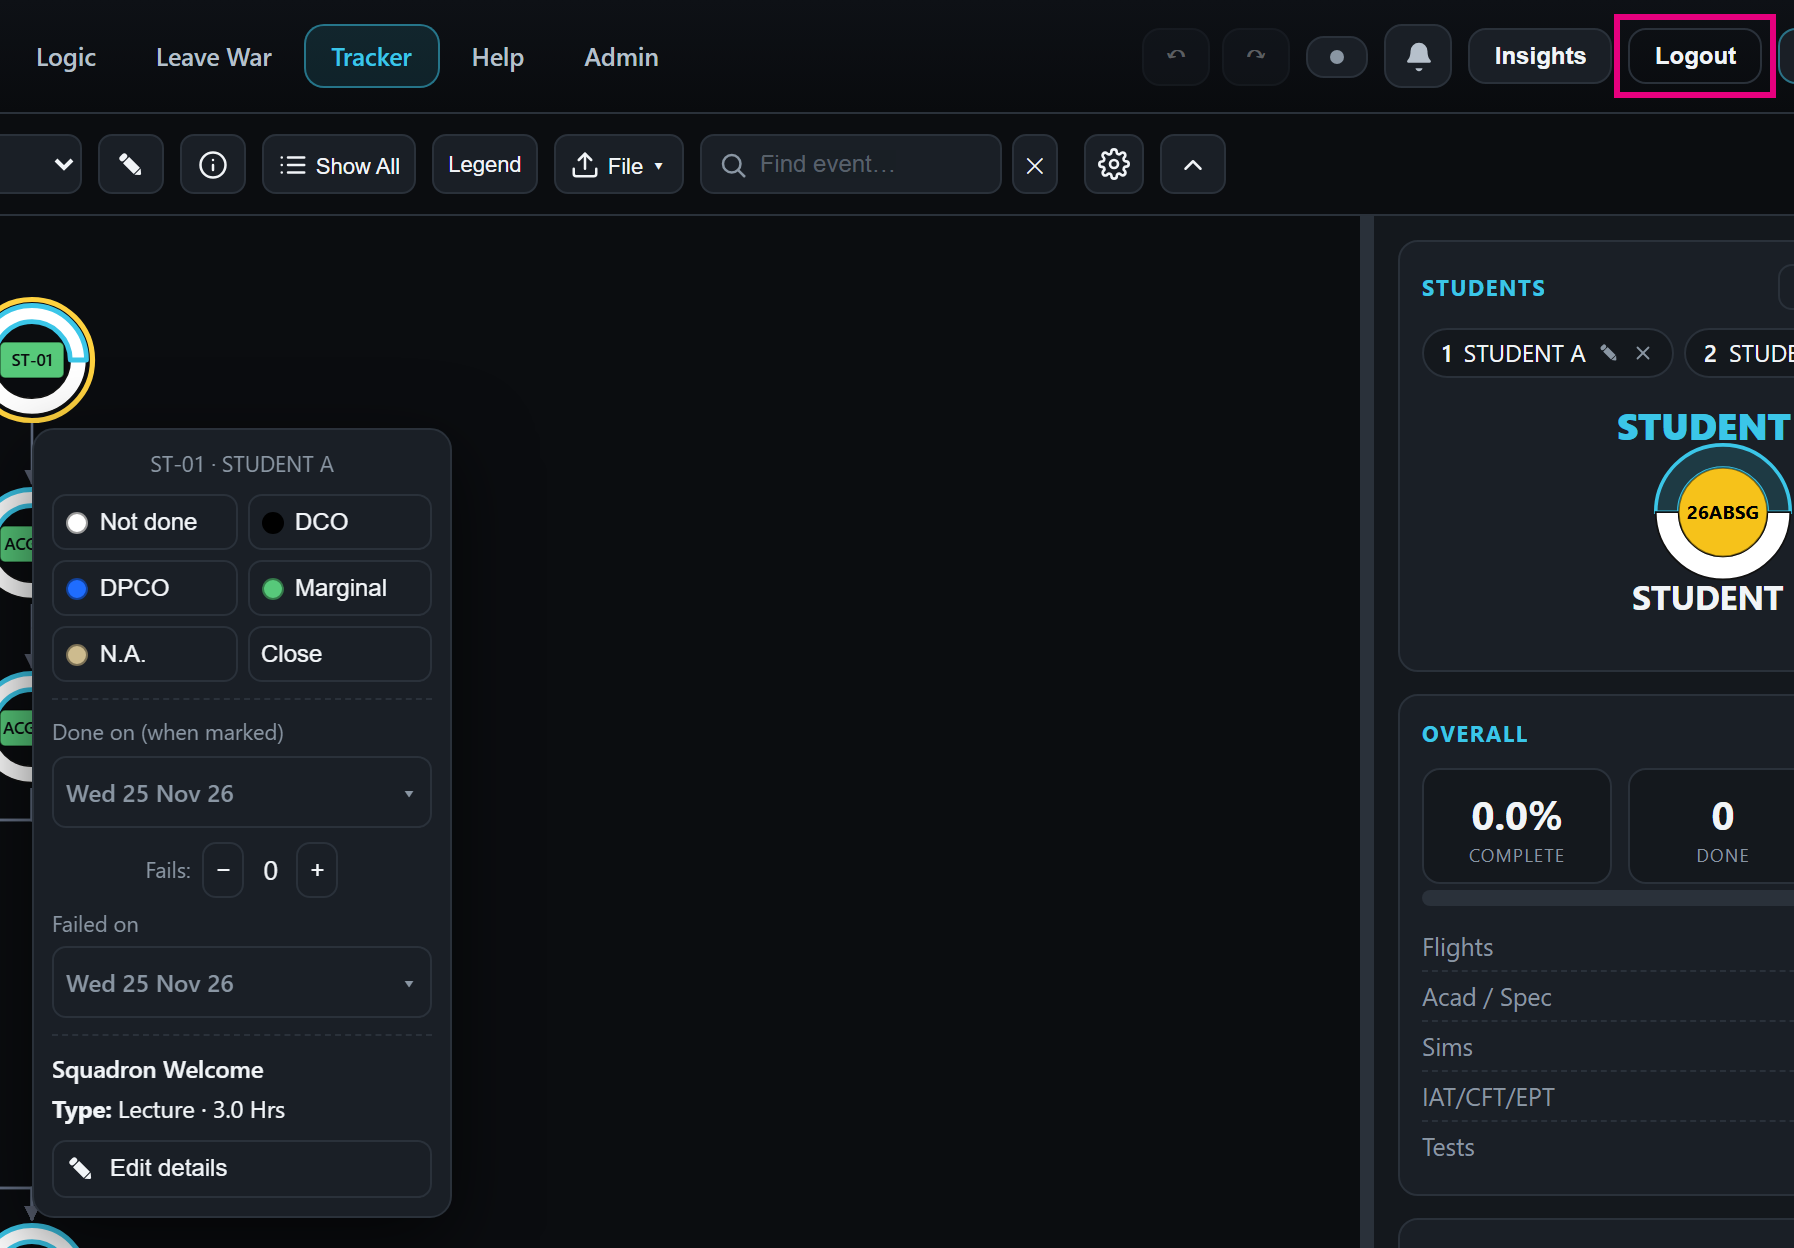 Logic Leave War Tracker Help Admin Insights Logout
Show All Legend File Find event…
ST-01
ST-01 · STUDENT A
Not done DCO
DPCO Marginal
N.A. Close
Done on (when marked)
Wed 25 Nov 26
Fails: − 0 +
Failed on
Wed 25 Nov 26
Squadron Welcome
Type: Lecture · 3.0 Hrs
Edit details
STUDENTS
1 STUDENT A 2
STUDENT
26ABSG
STUDENT
OVERALL
0.0% 0
COMPLETE DONE
Flights
Acad / Spec
Sims
IAT/CFT/EPT
Tests